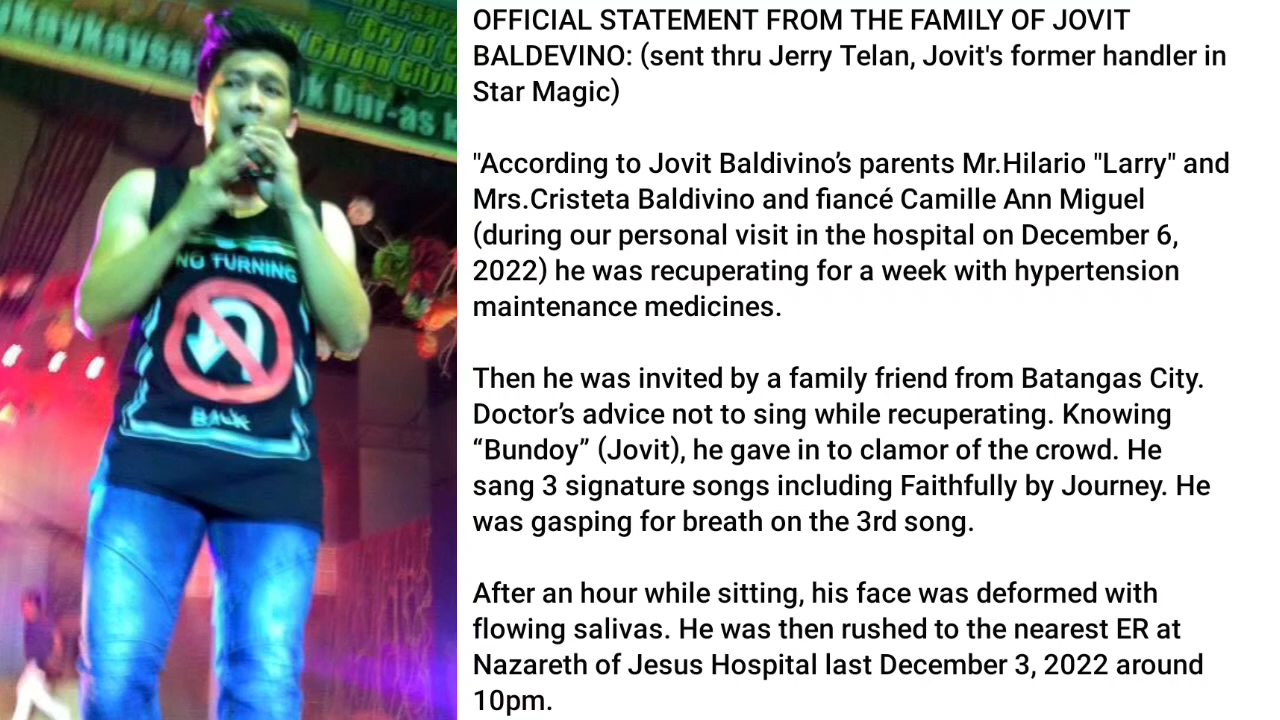 Dur-as
NO TURNING
BACK
OFFICIAL STATEMENT FROM THE FAMILY OF JOVIT
BALDEVINO: (sent thru Jerry Telan, Jovit's former handler in
Star Magic)
"According to Jovit Baldivino’s parents Mr.Hilario "Larry" and
Mrs.Cristeta Baldivino and fiancé Camille Ann Miguel
(during our personal visit in the hospital on December 6,
2022) he was recuperating for a week with hypertension
maintenance medicines.
Then he was invited by a family friend from Batangas City.
Doctor’s advice not to sing while recuperating. Knowing
“Bundoy” (Jovit), he gave in to clamor of the crowd. He
sang 3 signature songs including Faithfully by Journey. He
was gasping for breath on the 3rd song.
After an hour while sitting, his face was deformed with
flowing salivas. He was then rushed to the nearest ER at
Nazareth of Jesus Hospital last December 3, 2022 around
10pm.